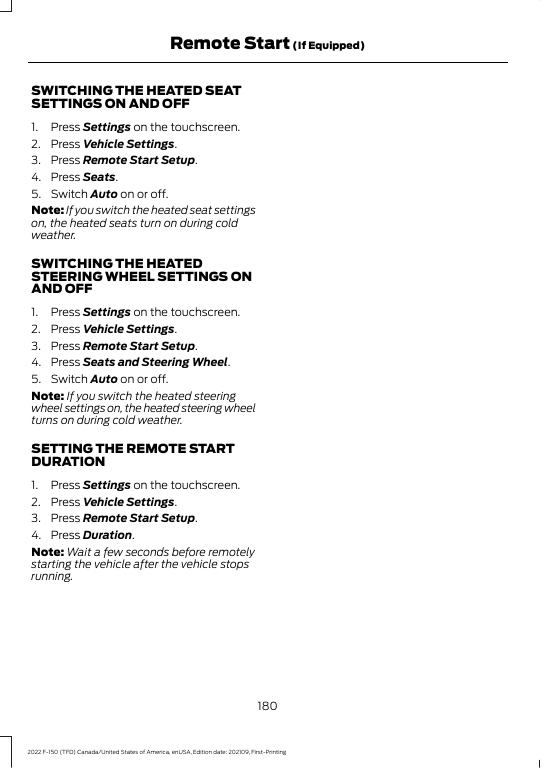 Remote Start (If Equipped)
SWITCHING THE HEATED SEAT
SETTINGS ON AND OFF
1. Press Settings on the touchscreen.
2. Press Vehicle Settings.
3. Press Remote Start Setup.
4. Press Seats.
5. Switch Auto on or off.
Note: If you switch the heated seat settings
on, the heated seats turn on during cold
weather.
SWITCHING THE HEATED
STEERING WHEEL SETTINGS ON
AND OFF
1. Press Settings on the touchscreen.
2. Press Vehicle Settings.
3. Press Remote Start Setup.
4. Press Seats and Steering Wheel.
5. Switch Auto on or off.
Note: If you switch the heated steering
wheel settings on, the heated steering wheel
turns on during cold weather.
SETTING THE REMOTE START
DURATION
1. Press Settings on the touchscreen.
2. Press Vehicle Settings.
3. Press Remote Start Setup.
4. Press Duration.
Note: Wait a few seconds before remotely
starting the vehicle after the vehicle stops
running.
180
2022 F-150 (TFD) Canada/United States of America, enUSA, Edition date: 202109, First-Printing